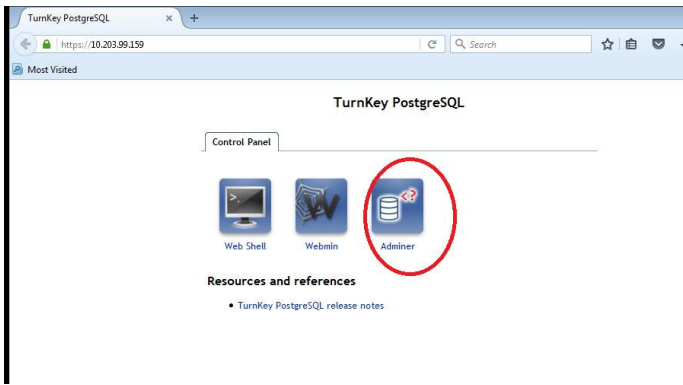 TurnKey PostgreSQL
https://10.203.99.159
Search
Most Visited
TurnKey PostgreSQL
Control Panel
Web Shell
Webmin
Adminer
Resources and references
TurnKey PostgreSQL release notes